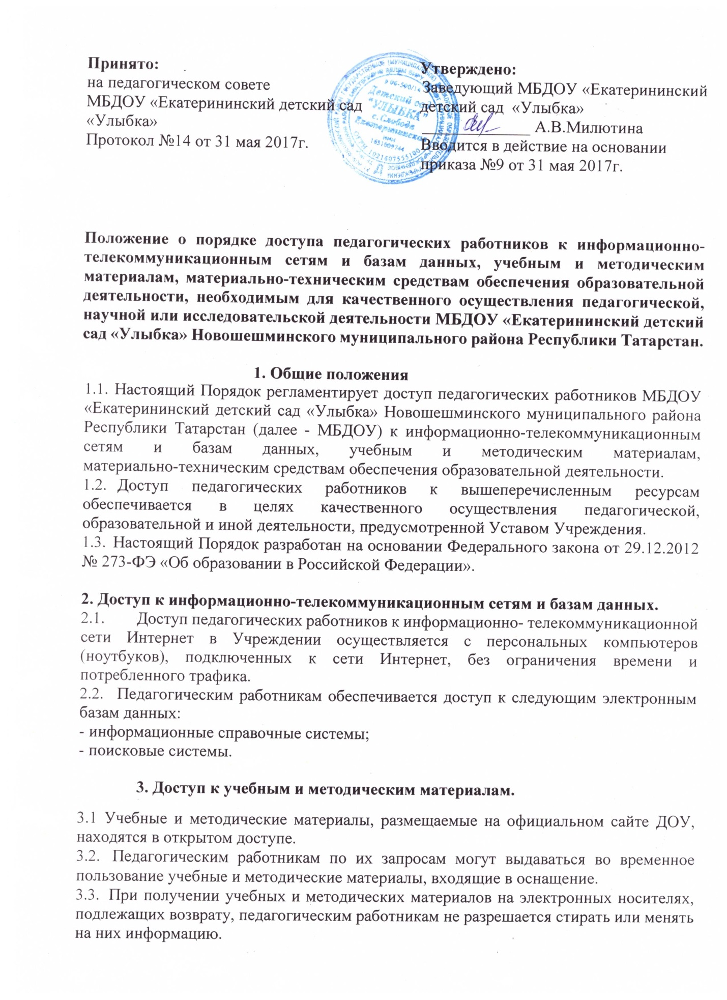 Принято:
на педагогическом совете
МБДОУ «Екатерининский детский сад
«Улыбка»
Протокол №14 от 31 мая 2017г.
Утверждено:
Заведующий МБДОУ «Екатерининский
детский сад «Улыбка»
_____________ А.В.Милютина
Вводится в действие на основании
приказа №9 от 31 мая 2017г.
Детский сад
"УЛЫБКА"
с.Слобода
Екатерининская
ИНН
ОГРН 1021607555100
Положение о порядке доступа педагогических работников к информационно-
телекоммуникационным сетям и базам данных, учебным и методическим
материалам, материально-техническим средствам обеспечения образовательной
деятельности, необходимым для качественного осуществления педагогической,
научной или исследовательской деятельности МБДОУ «Екатерининский детский
сад «Улыбка» Новошешминского муниципального района Республики Татарстан.
1. Общие положения
1.1. Настоящий Порядок регламентирует доступ педагогических работников МБДОУ
«Екатерининский детский сад «Улыбка» Новошешминского муниципального района
Республики Татарстан (далее - МБДОУ) к информационно-телекоммуникационным
сетям и базам данных, учебным и методическим материалам,
материально-техническим средствам обеспечения образовательной деятельности.
1.2. Доступ педагогических работников к вышеперечисленным ресурсам
обеспечивается в целях качественного осуществления педагогической,
образовательной и иной деятельности, предусмотренной Уставом Учреждения.
1.3. Настоящий Порядок разработан на основании Федерального закона от 29.12.2012
№ 273-ФЭ «Об образовании в Российской Федерации».
2. Доступ к информационно-телекоммуникационным сетям и базам данных.
2.1. Доступ педагогических работников к информационно- телекоммуникационной
сети Интернет в Учреждении осуществляется с персональных компьютеров
(ноутбуков), подключенных к сети Интернет, без ограничения времени и
потребленного трафика.
2.2. Педагогическим работникам обеспечивается доступ к следующим электронным
базам данных:
- информационные справочные системы;
- поисковые системы.
3. Доступ к учебным и методическим материалам.
3.1 Учебные и методические материалы, размещаемые на официальном сайте ДОУ,
находятся в открытом доступе.
3.2. Педагогическим работникам по их запросам могут выдаваться во временное
пользование учебные и методические материалы, входящие в оснащение.
3.3. При получении учебных и методических материалов на электронных носителях,
подлежащих возврату, педагогическим работникам не разрешается стирать или менять
на них информацию.